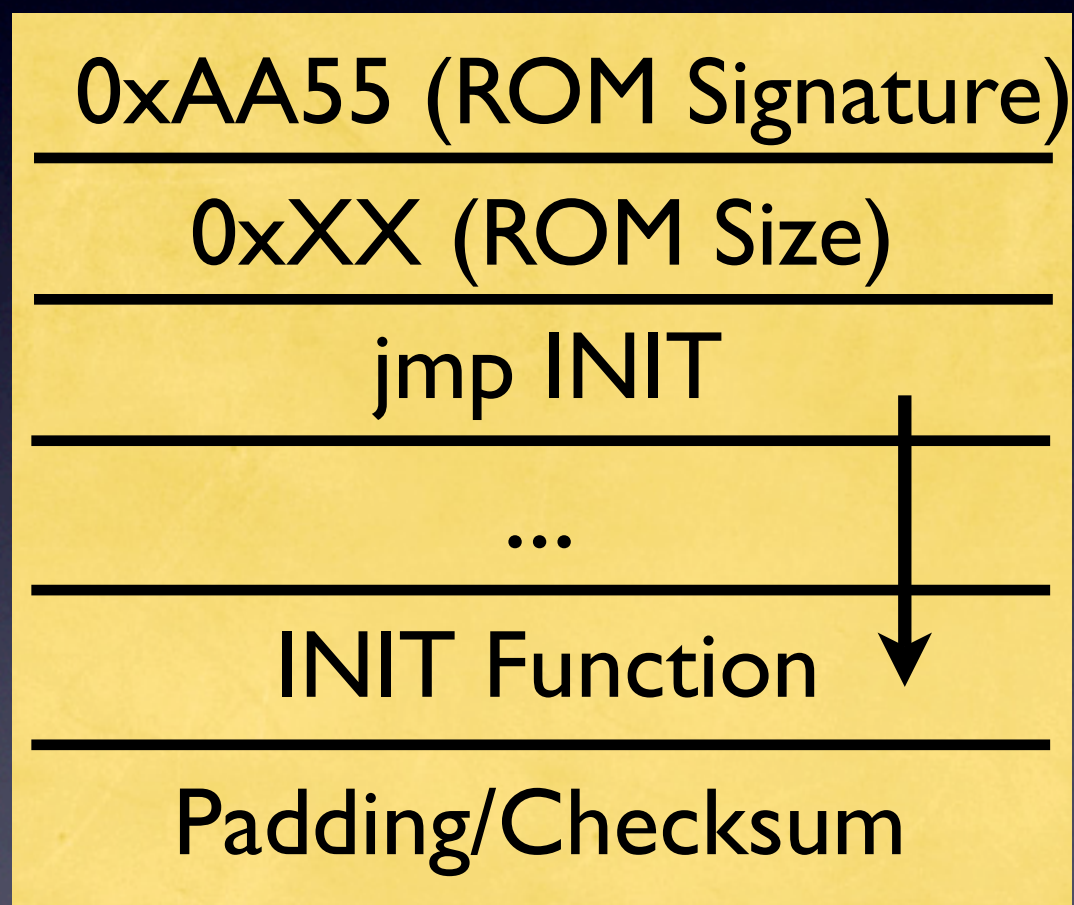 0xAA55 (ROM Signature)
0xXX (ROM Size)
jmp INIT
...
INIT Function
Padding/Checksum